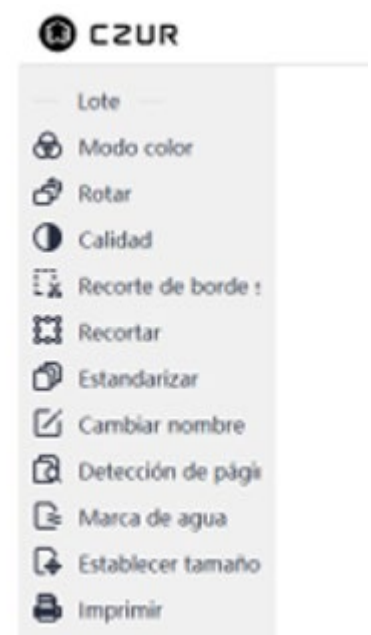 CZUR
Lote
Modo color
Rotar
Calidad
Recorte de borde
Recortar
Estandarizar
Cambiar nombre
Detección de
Marca de agua
Establecer tamaño
Imprimir